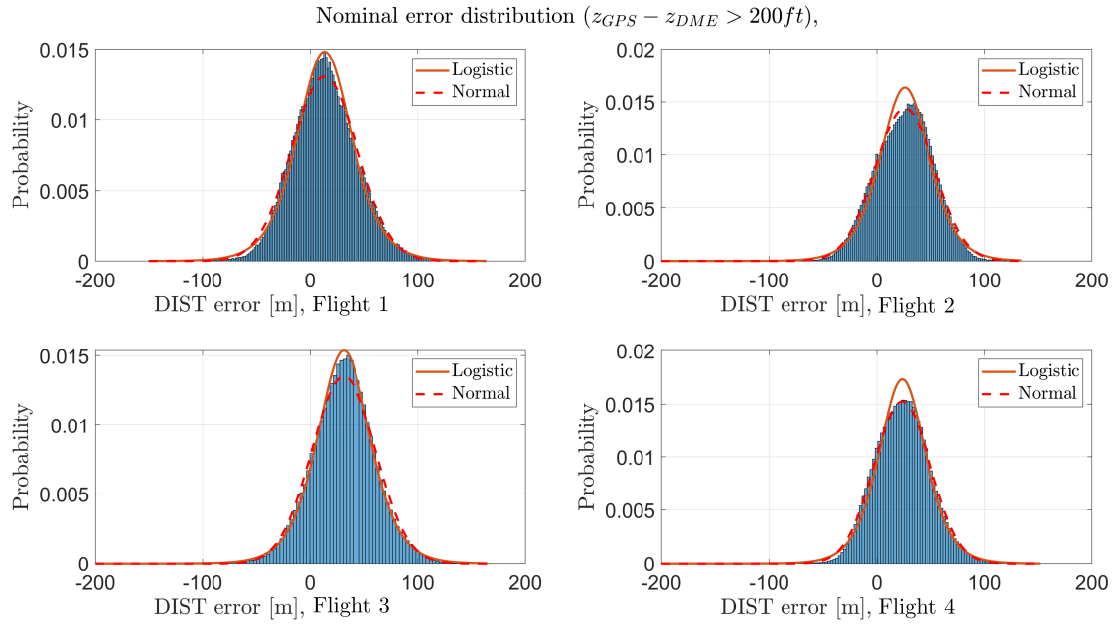 Nominal error distribution (z_{GPS} − z_{DME} > 200ft),
0.015
0.01
0.005
0
Probability
Logistic
Normal
-200 -100 0 100 200
DIST error [m], Flight 1
0.02
0.015
0.01
0.005
0
Probability
Logistic
Normal
-200 -100 0 100 200
DIST error [m], Flight 2
0.015
0.01
0.005
0
Probability
Logistic
Normal
-200 -100 0 100 200
DIST error [m], Flight 3
0.02
0.015
0.01
0.005
0
Probability
Logistic
Normal
-200 -100 0 100 200
DIST error [m], Flight 4